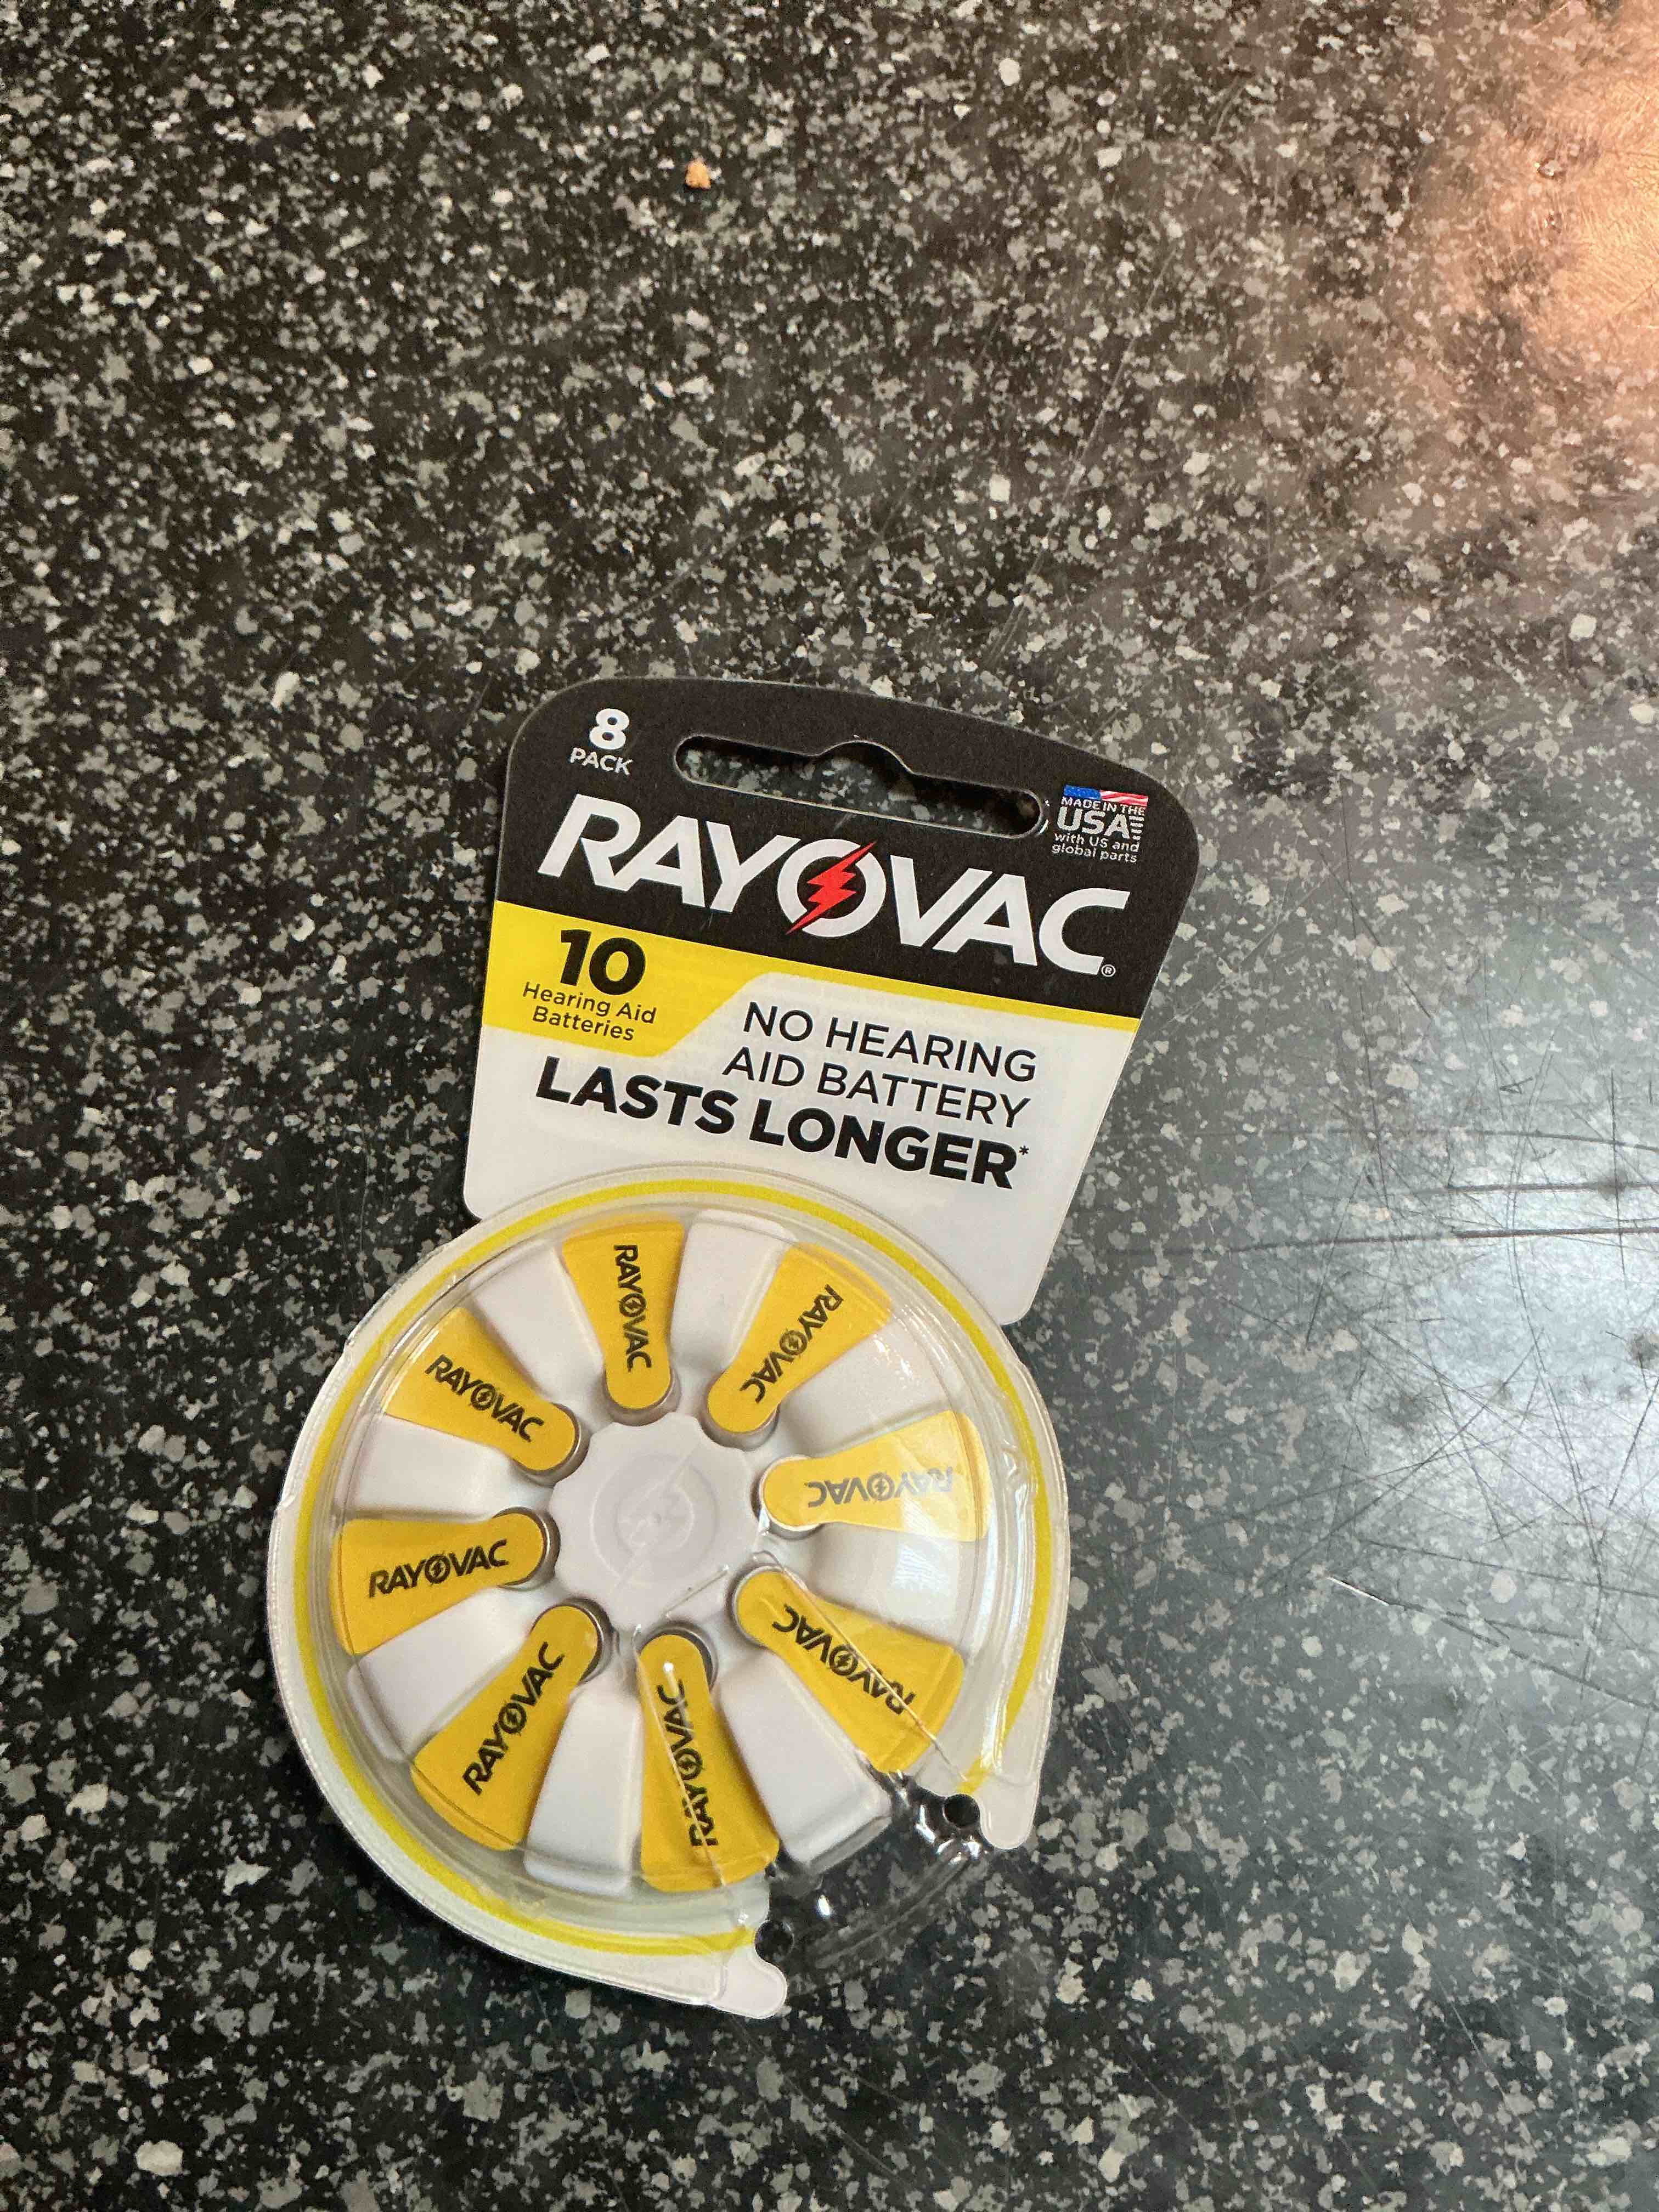 8
PACK
MADE IN THE
USA
with US and
global parts
RAYOVAC®
10
Hearing Aid
Batteries
NO HEARING
AID BATTERY
LASTS LONGER*
RAYOVAC
RAYOVAC
RAYOVAC
RAYOVAC
RAYOVAC
RAYOVAC
RAYOVAC
RAYOVAC